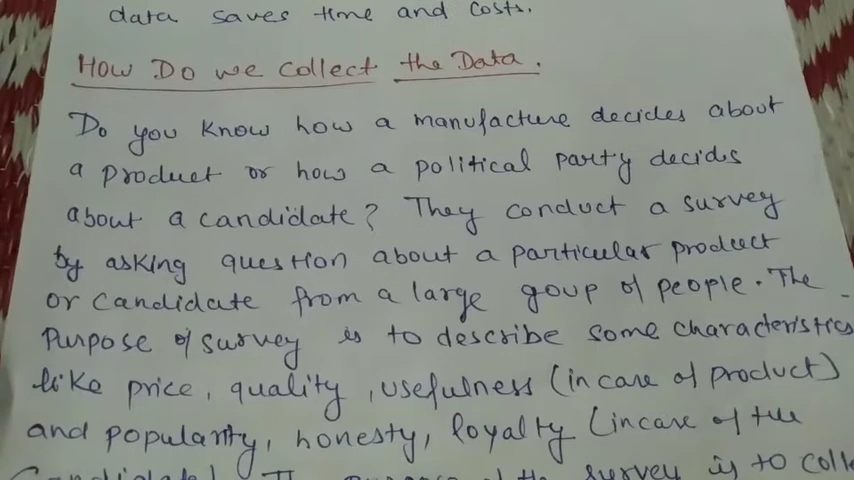 data saves time and costs.
How Do we collect the Data.
Do you know how a manufacture decides about
a product or how a political party decids
about a candidate? They conduct a survey
by asking question about a particular product
or candidate from a large goup of people. The
Purpose of survey is to describe some characteristics
like price, quality, usefulness (in case of product)
and popularity, honesty, loyalty (in case of the
Candidate) survey is to colle